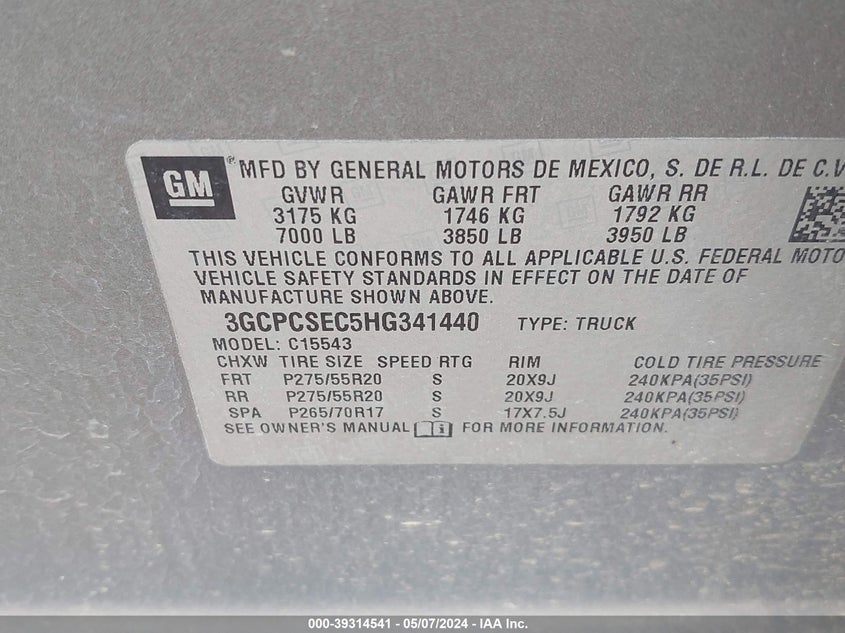 GM® MFD BY GENERAL MOTORS DE MEXICO, S. DE R.L. DE C.V
GVWR GAWR FRT GAWR RR
3175 KG 1746 KG 1792 KG
7000 LB 3850 LB 3950 LB
THIS VEHICLE CONFORMS TO ALL APPLICABLE U.S. FEDERAL MOTO
VEHICLE SAFETY STANDARDS IN EFFECT ON THE DATE OF
MANUFACTURE SHOWN ABOVE.
3GCPCSEC5HG341440 TYPE: TRUCK
MODEL: C15543
CHXW TIRE SIZE SPEED RTG RIM COLD TIRE PRESSURE
FRT P275/55R20 S 20X9J 240KPA(35PSI)
RR P275/55R20 S 20X9J 240KPA(35PSI)
SPA P265/70R17 S 17X7.5J 240KPA(35PSI)
SEE OWNER'S MANUAL FOR MORE INFORMATION.
000-39314541 - 05/07/2024 - IAA Inc.